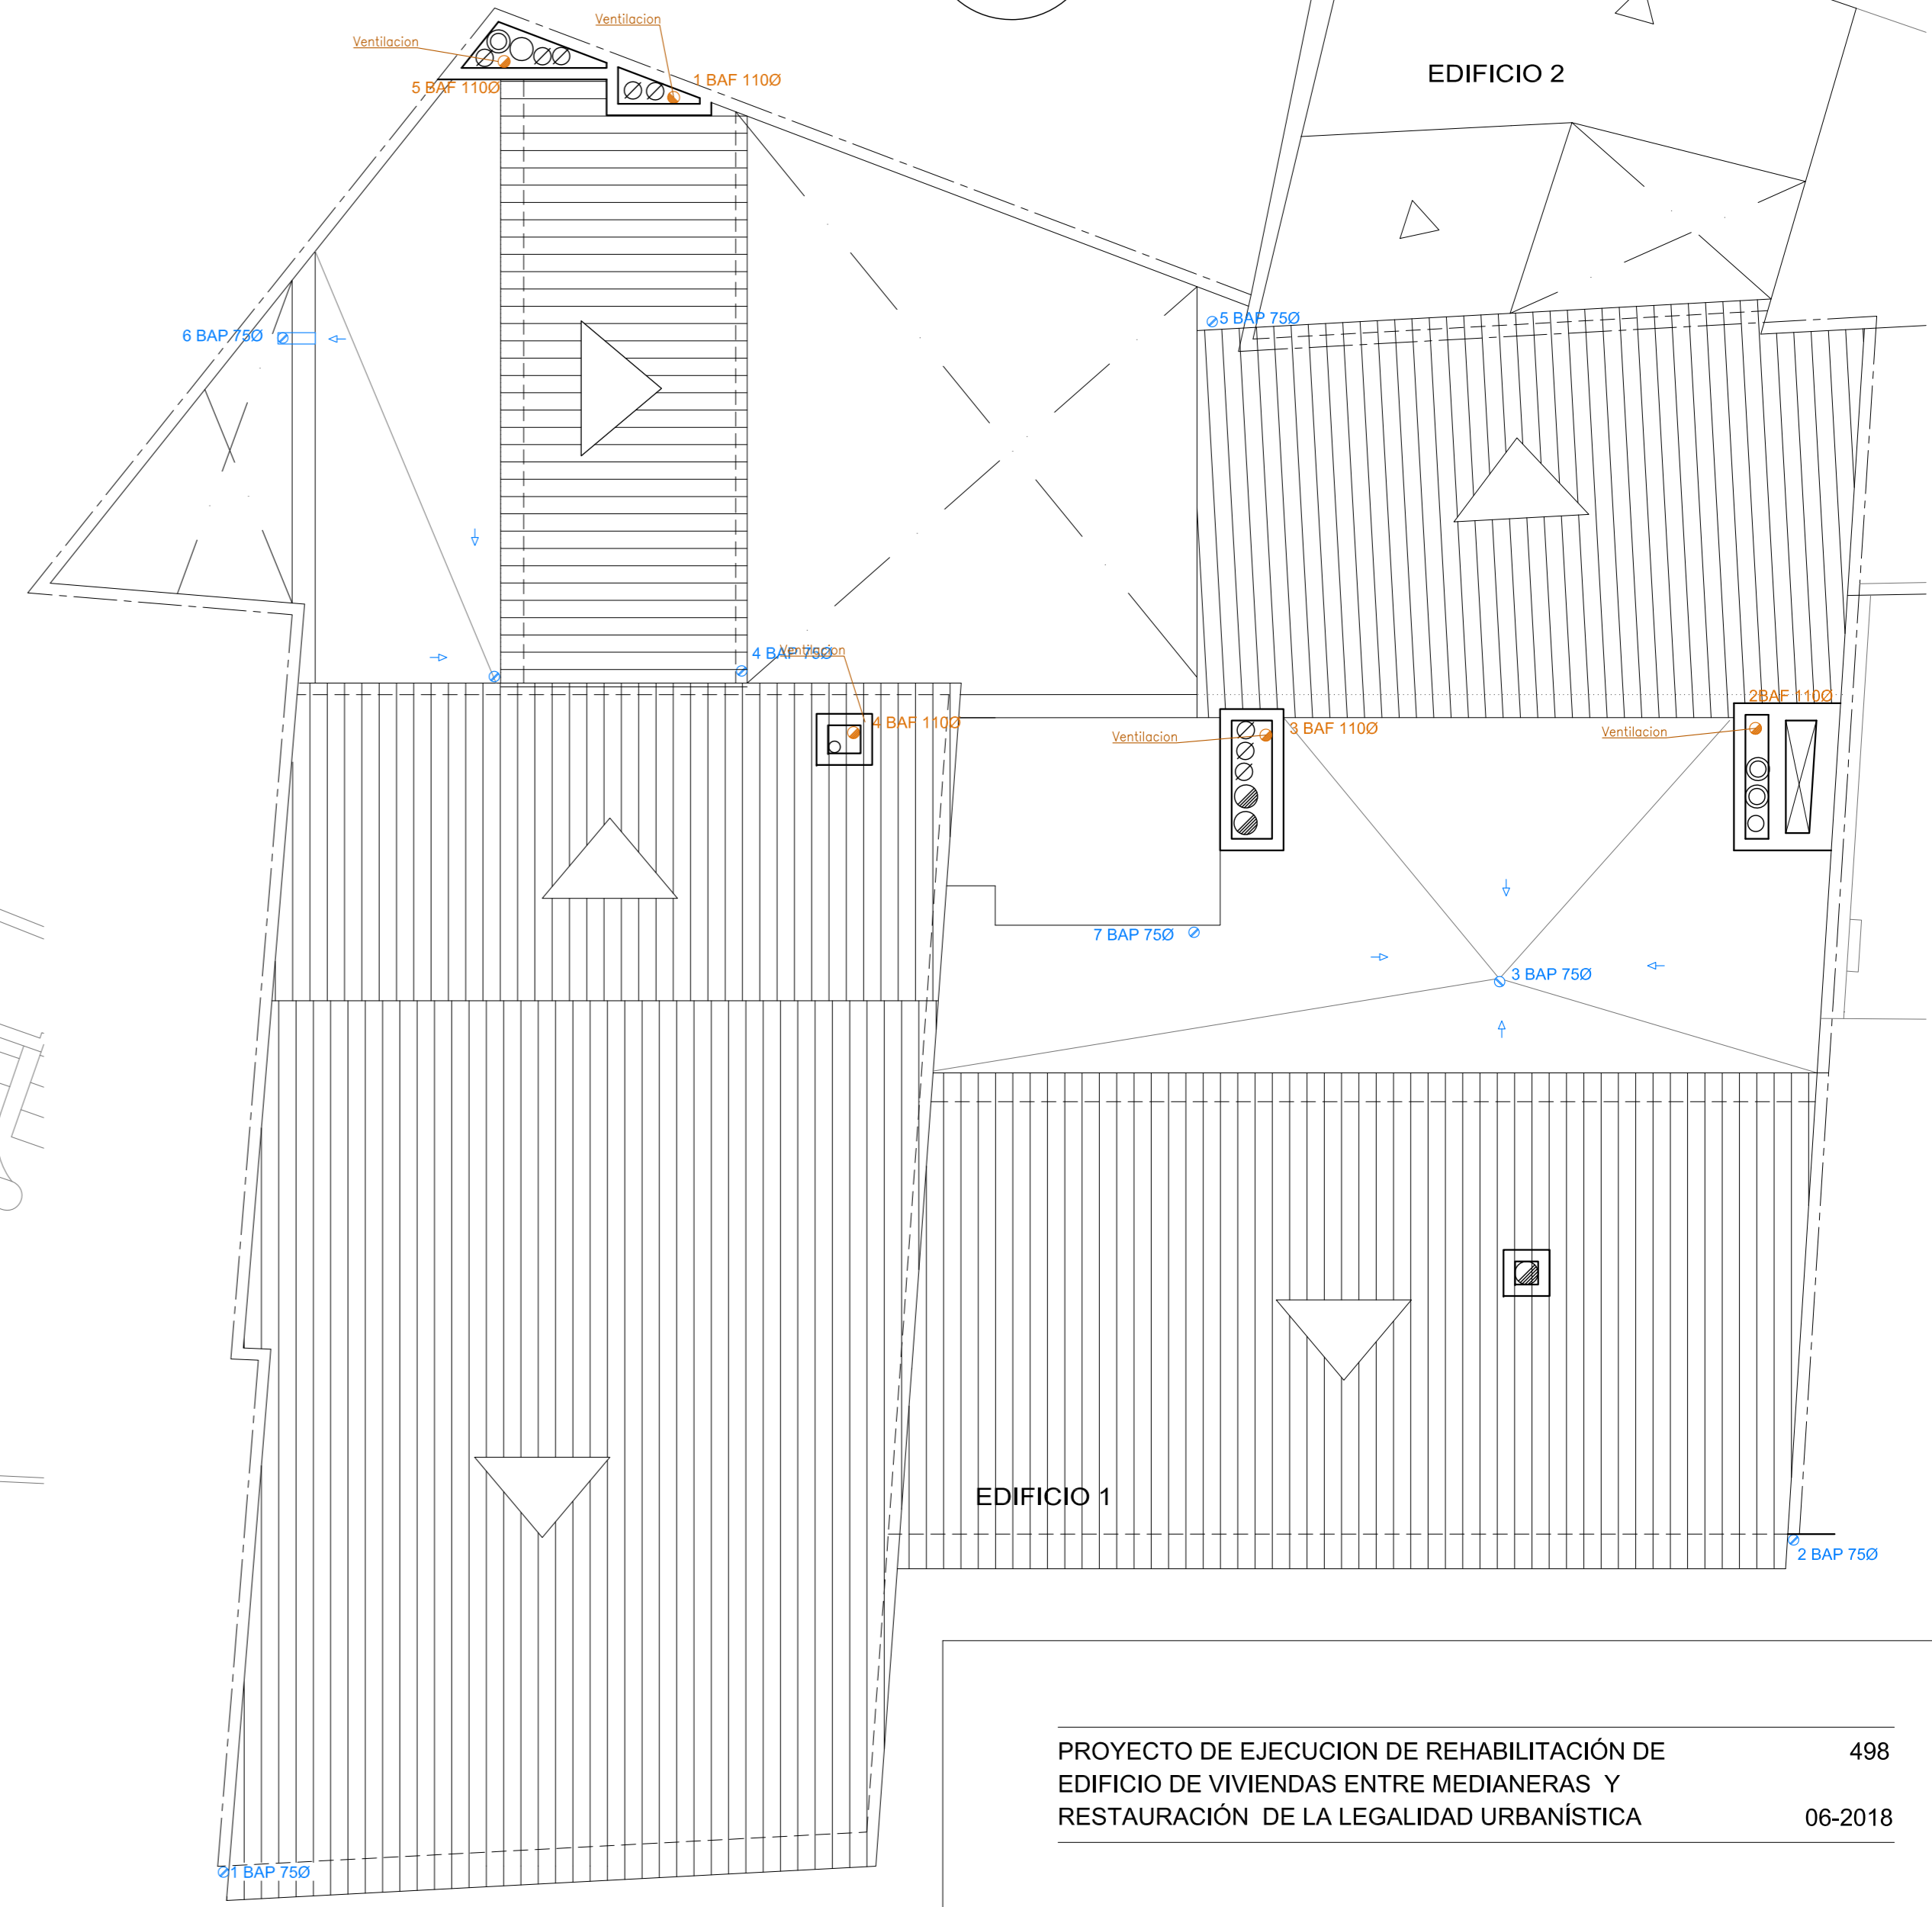 Ventilacion
Ventilacion
5 BAF 110Ø
1 BAF 110Ø
EDIFICIO 2
6 BAP 75Ø
5 BAP 75Ø
4 BAP 75Ø
Ventilacion
4 BAF 110Ø
Ventilacion
3 BAF 110Ø
2BAF 110Ø
Ventilacion
7 BAP 75Ø
3 BAP 75Ø
EDIFICIO 1
2 BAP 75Ø
1 BAP 75Ø
PROYECTO DE EJECUCION DE REHABILITACIÓN DE 498
EDIFICIO DE VIVIENDAS ENTRE MEDIANERAS Y
RESTAURACIÓN DE LA LEGALIDAD URBANÍSTICA 06-2018